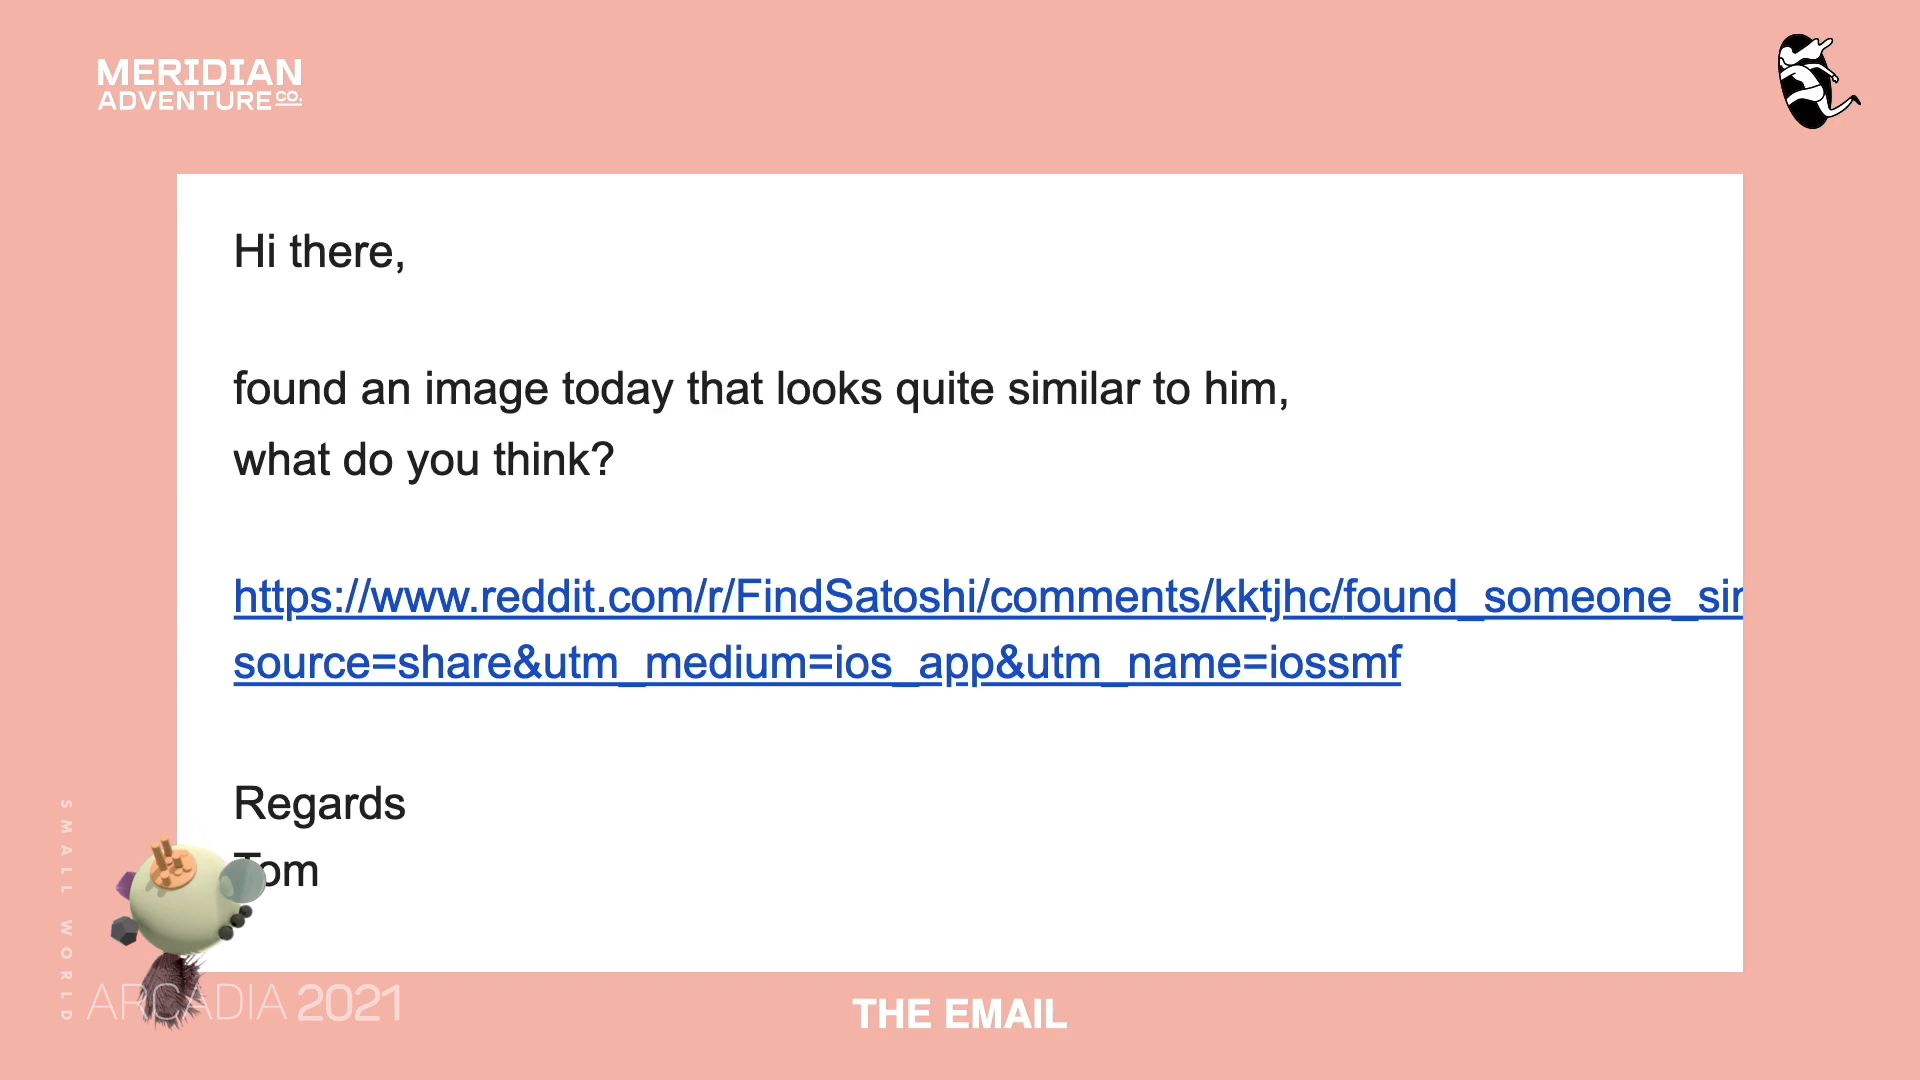 MERIDIAN
ADVENTURE CO.
Hi there,
found an image today that looks quite similar to him,
what do you think?
https://www.reddit.com/r/FindSatoshi/comments/kktjhc/found_someone_sir
source=share&utm_medium=ios_app&utm_name=iossmf
Regards
Tom
SMALL WORLD
ARCADIA 2021
THE EMAIL